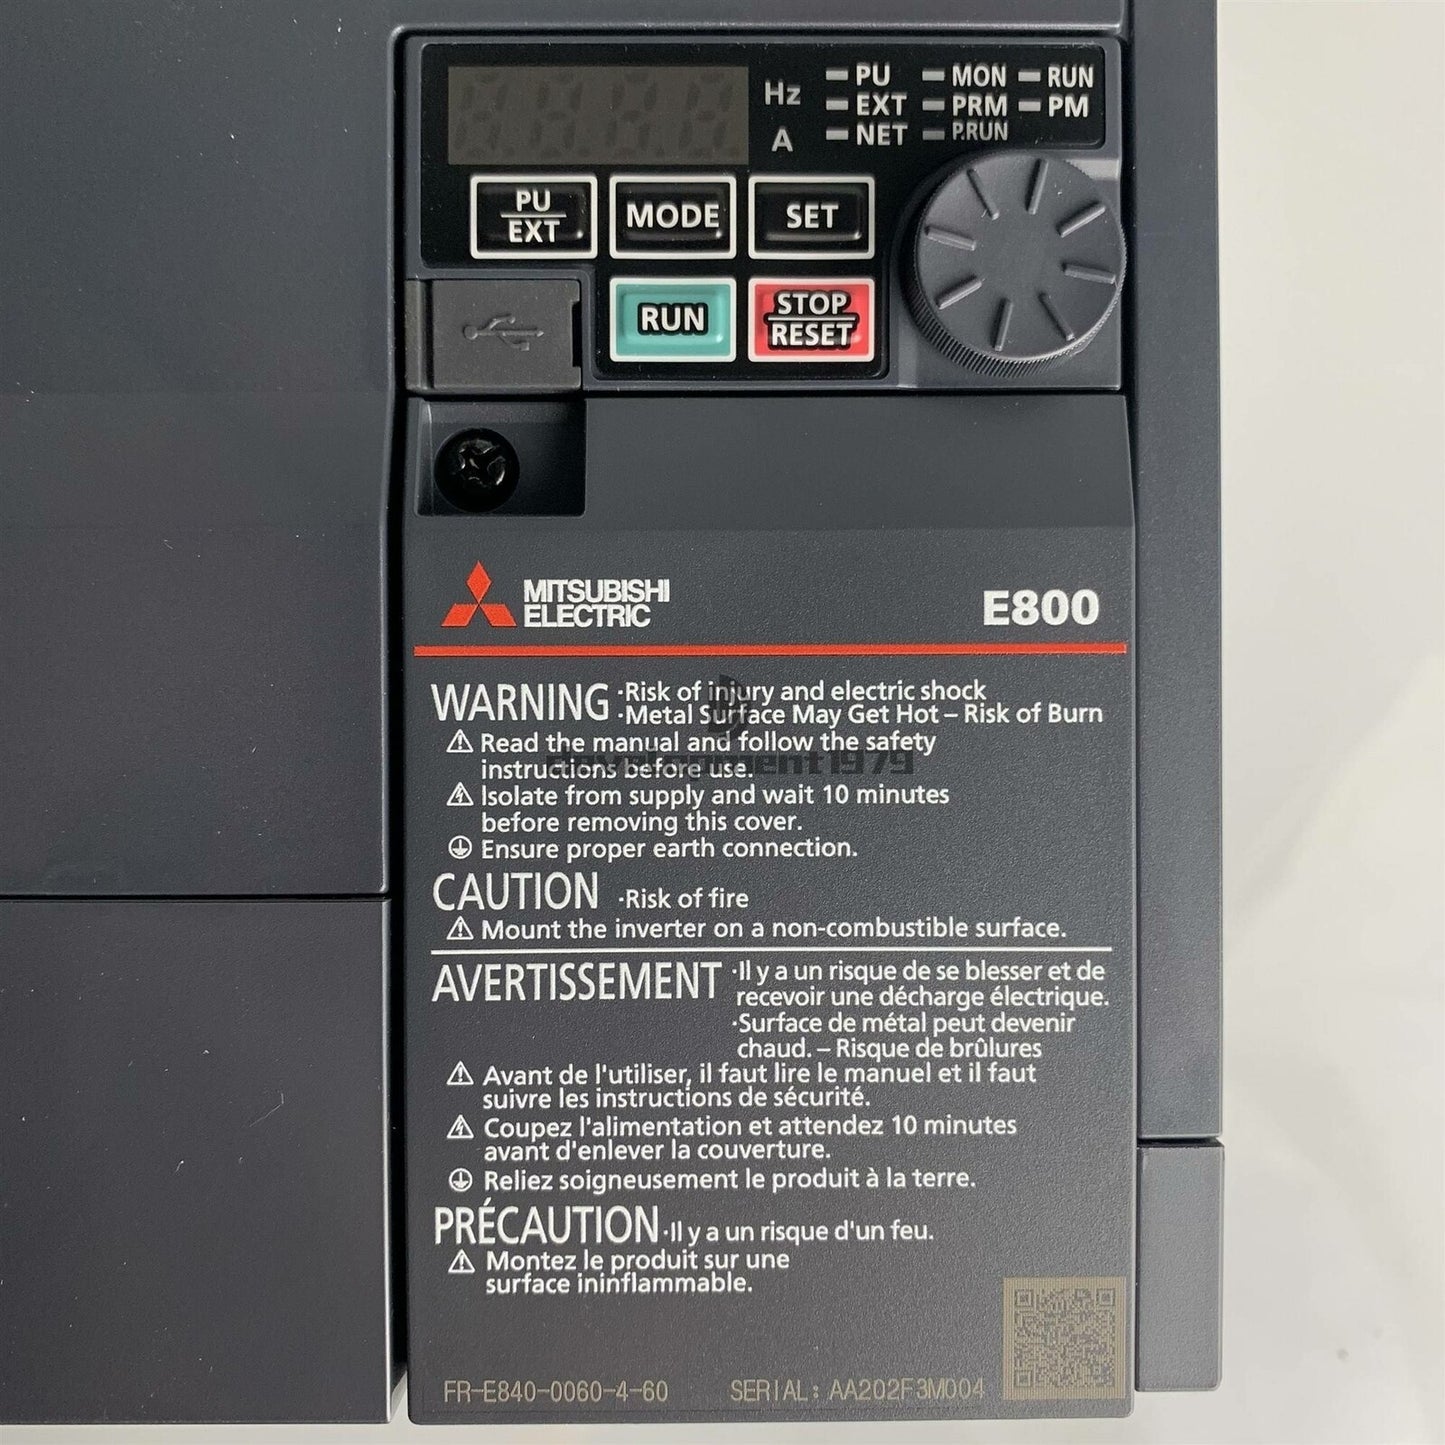 Hz
A
PU MON RUN
EXT PRM PM
NET P.RUN
PU
EXT
MODE
SET
RUN
STOP
RESET
MITSUBISHI
ELECTRIC
E800
WARNING ·Risk of injury and electric shock
·Metal Surface May Get Hot – Risk of Burn
Read the manual and follow the safety
instructions before use.
development1979
Isolate from supply and wait 10 minutes
before removing this cover.
Ensure proper earth connection.
CAUTION ·Risk of fire
Mount the inverter on a non-combustible surface.
AVERTISSEMENT ·Il y a un risque de se blesser et de
recevoir une décharge électrique.
·Surface de métal peut devenir
chaud. – Risque de brûlures
Avant de l'utiliser, il faut lire le manuel et il faut
suivre les instructions de sécurité.
Coupez l'alimentation et attendez 10 minutes
avant d'enlever la couverture.
Reliez soigneusement le produit à la terre.
PRÉCAUTION ·Il y a un risque d'un feu.
Montez le produit sur une
surface ininflammable.
FR-E840-0060-4-60 SERIAL: AA202F3M004